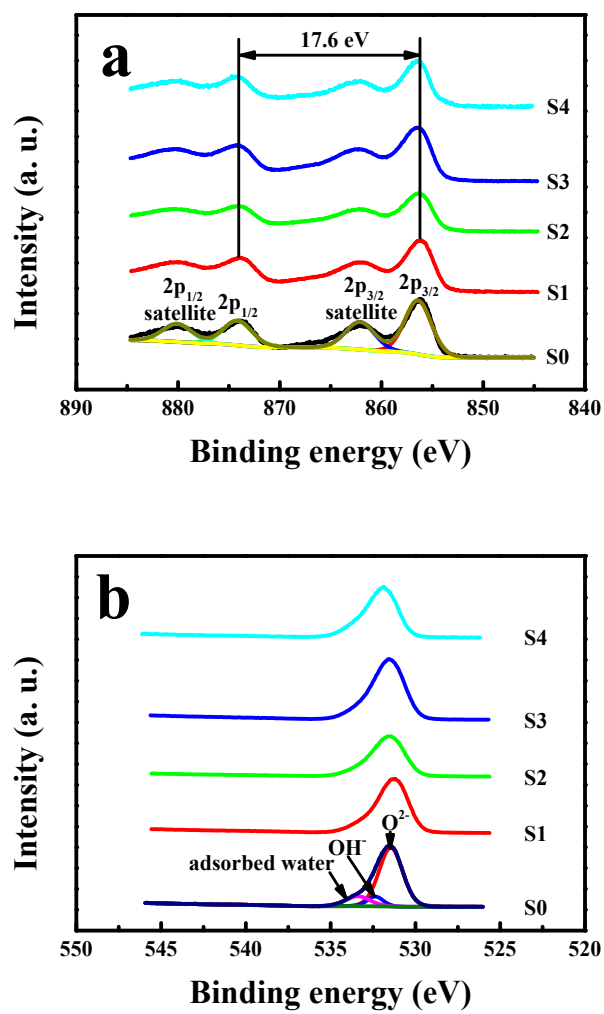 a
17.6 eV
S4
S3
S2
S1
S0
2p1/2 satellite
2p1/2
2p3/2 satellite
2p3/2
Intensity (a. u.)
890 880 870 860 850 840
Binding energy (eV)
b
S4
S3
S2
S1
S0
O2-
OH-
adsorbed water
Intensity (a. u.)
550 545 540 535 530 525 520
Binding energy (eV)